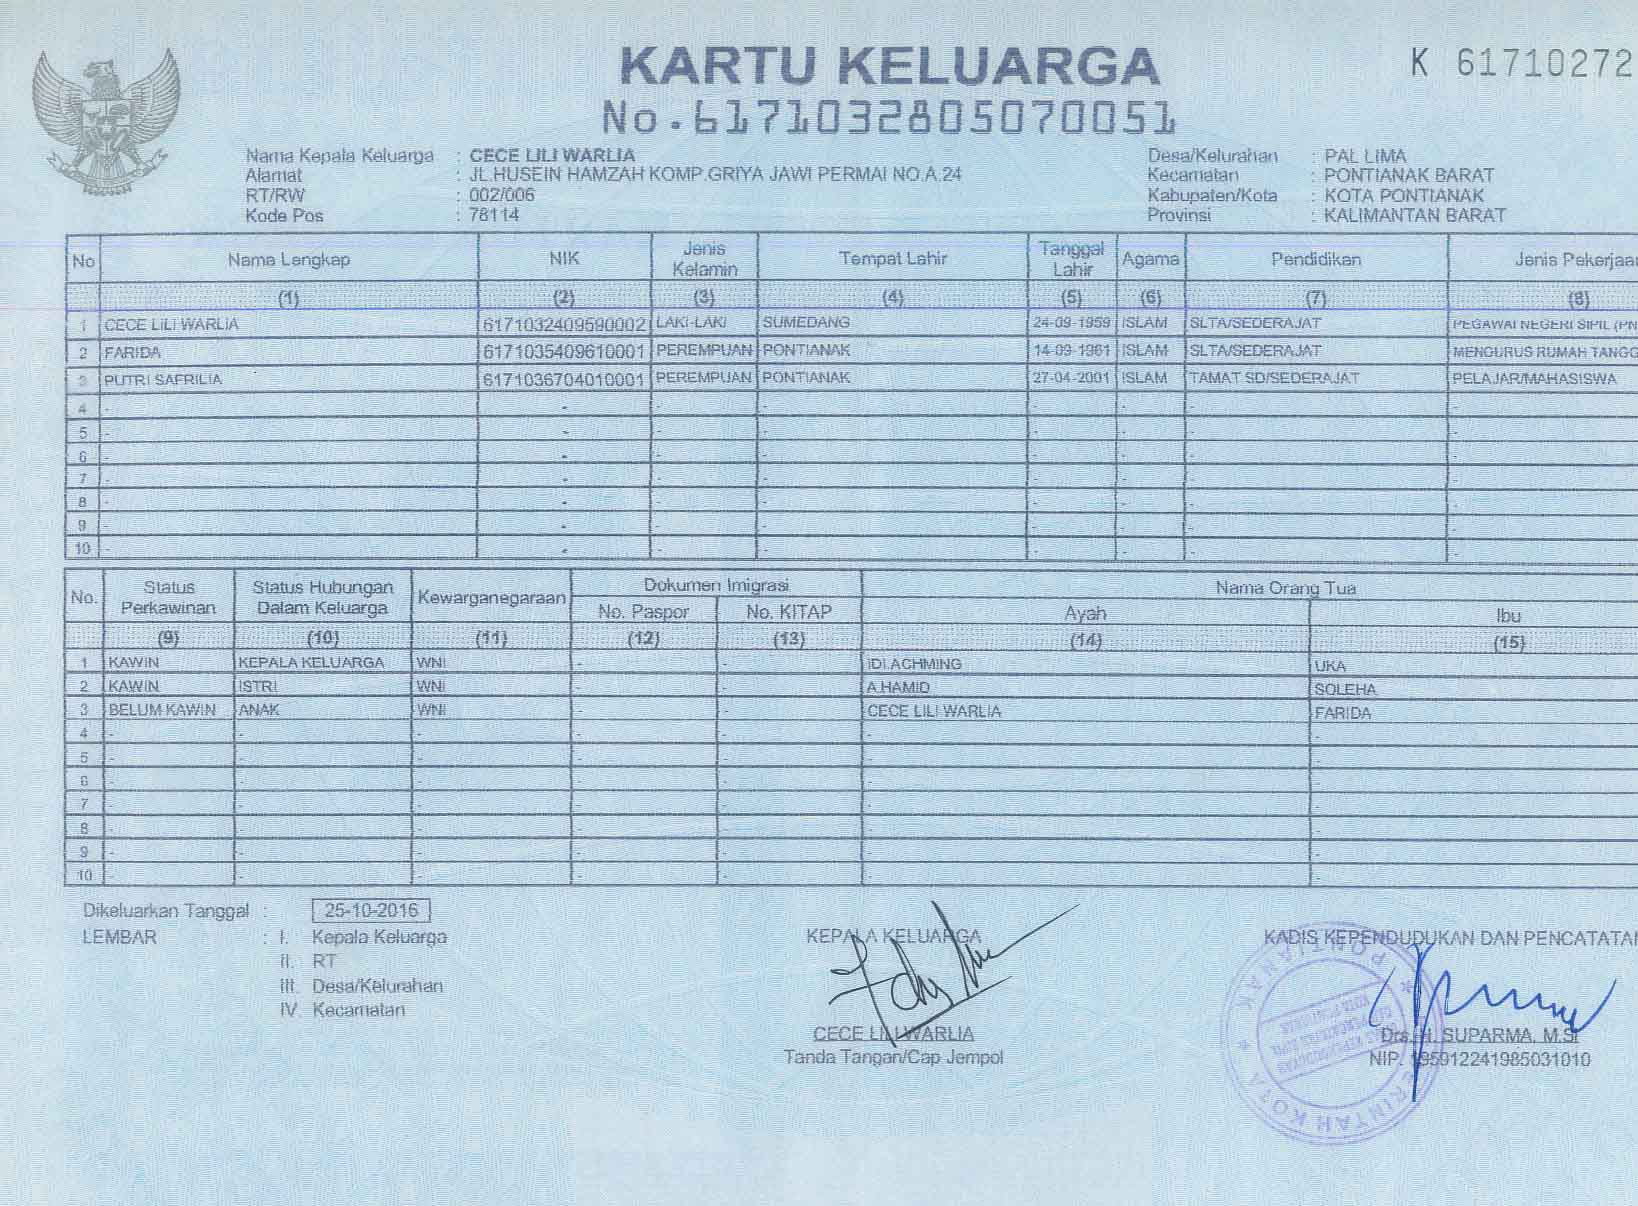 KARTU KELUARGA
K 61710272
No.6171032805070051
Nama Kepala Keluarga : CECE LILI WARLIA
Alamat : JL.HUSEIN HAMZAH KOMP.GRIYA JAWI PERMAI NO.A.24
RT/RW : 002/006
Kode Pos : 78114
Desa/Kelurahan : PAL LIMA
Kecamatan : PONTIANAK BARAT
Kabupaten/Kota : KOTA PONTIANAK
Provinsi : KALIMANTAN BARAT
No Nama Lengkap NIK Jenis Kelamin Tempat Lahir Tanggal Lahir Agama Pendidikan Jenis Pekerjaan
(1) (2) (3) (4) (5) (6) (7) (8)
1 CECE LILI WARLIA 6171032409590002 LAKI-LAKI SUMEDANG 24-09-1959 ISLAM SLTA/SEDERAJAT PEGAWAI NEGERI SIPIL (PN
2 FARIDA 6171035409610001 PEREMPUAN PONTIANAK 14-09-1961 ISLAM SLTA/SEDERAJAT MENGURUS RUMAH TANGG
3 PUTRI SAFRILIA 6171036704010001 PEREMPUAN PONTIANAK 27-04-2001 ISLAM TAMAT SD/SEDERAJAT PELAJAR/MAHASISWA
4 - - - - - - - -
5 - - - - - - - -
6 - - - - - - - -
7 - - - - - - - -
8 - - - - - - - -
9 - - - - - - - -
10 - - - - - - - -
No. Status Perkawinan Status Hubungan Dalam Keluarga Kewarganegaraan Dokumen Imigrasi Nama Orang Tua
No. Paspor No. KITAP Ayah Ibu
(9) (10) (11) (12) (13) (14) (15)
1 KAWIN KEPALA KELUARGA WNI - - IDI.ACHMING UKA
2 KAWIN ISTRI WNI - - A.HAMID SOLEHA
3 BELUM KAWIN ANAK WNI - - CECE LILI WARLIA FARIDA
4 - - - - - - -
5 - - - - - - -
6 - - - - - - -
7 - - - - - - -
8 - - - - - - -
9 - - - - - - -
10 - - - - - - -
Dikeluarkan Tanggal : 25-10-2016
LEMBAR : I. Kepala Keluarga
II. RT
III. Desa/Kelurahan
IV. Kecamatan
KEPALA KELUARGA
CECE LILI WARLIA
Tanda Tangan/Cap Jempol
KADIS KEPENDUDUKAN DAN PENCATATAN
Drs. H. SUPARMA, M.Si
NIP. 195912241985031010